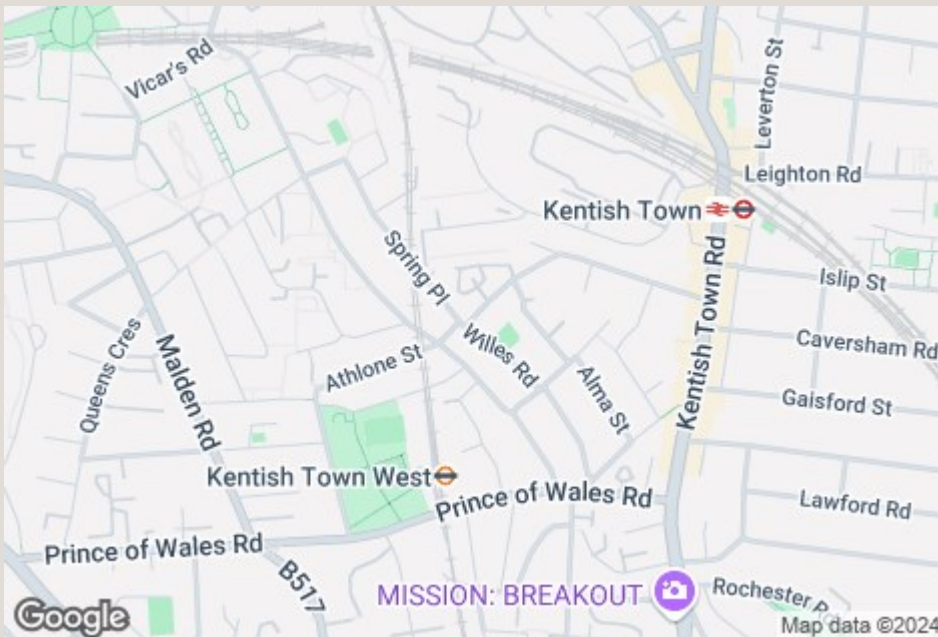 Vicar's Rd
Leverton St
Leighton Rd
Kentish Town
Spring Pl
Kentish Town Rd
Islip St
Queens Cres
Malden Rd
Athlone St
Willes Rd
Alma St
Caversham Rd
Gaisford St
Kentish Town West
Prince of Wales Rd
Lawford Rd
Prince of Wales Rd
B517
MISSION: BREAKOUT
Rochester
Google
Map data ©2024